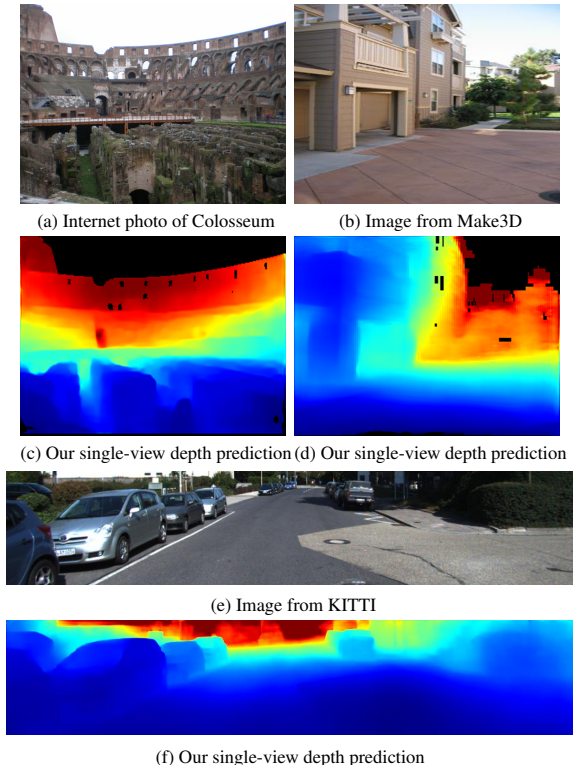 (a) Internet photo of Colosseum
(b) Image from Make3D
(c) Our single-view depth prediction
(d) Our single-view depth prediction
(e) Image from KITTI
(f) Our single-view depth prediction